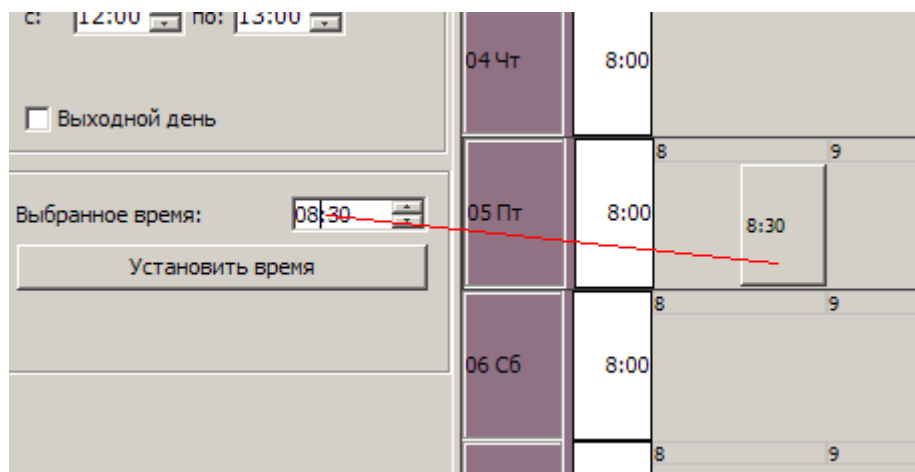 с: 12:00 по: 13:00
Выходной день
Выбранное время: 08:30
Установить время
04 Чт 8:00
8 9
05 Пт 8:00 8:30
8 9
06 Сб 8:00
8 9